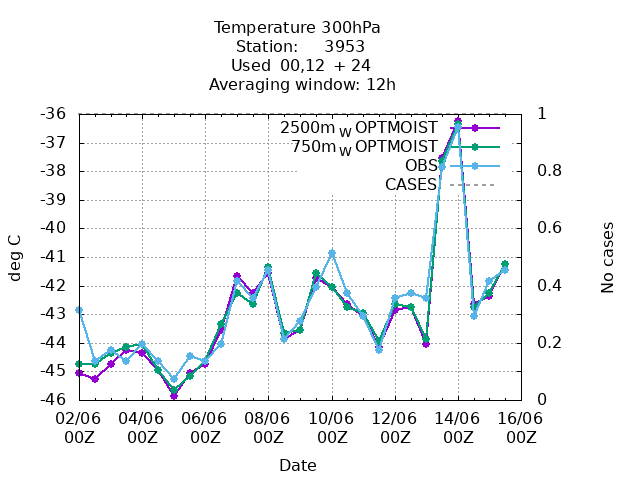 Temperature 300hPa
Station: 3953
Used 00,12 + 24
Averaging window: 12h
-36 1
2500m W OPTMOIST
-37
750m W OPTMOIST
OBS
-38 0.8
CASES
-39
-40 0.6
-41
deg C
No cases
-42 0.4
-43
-44 0.2
-45
-46 0
02/06 04/06 06/06 08/06 10/06 12/06 14/06 16/06
00Z 00Z 00Z 00Z 00Z 00Z 00Z 00Z
Date